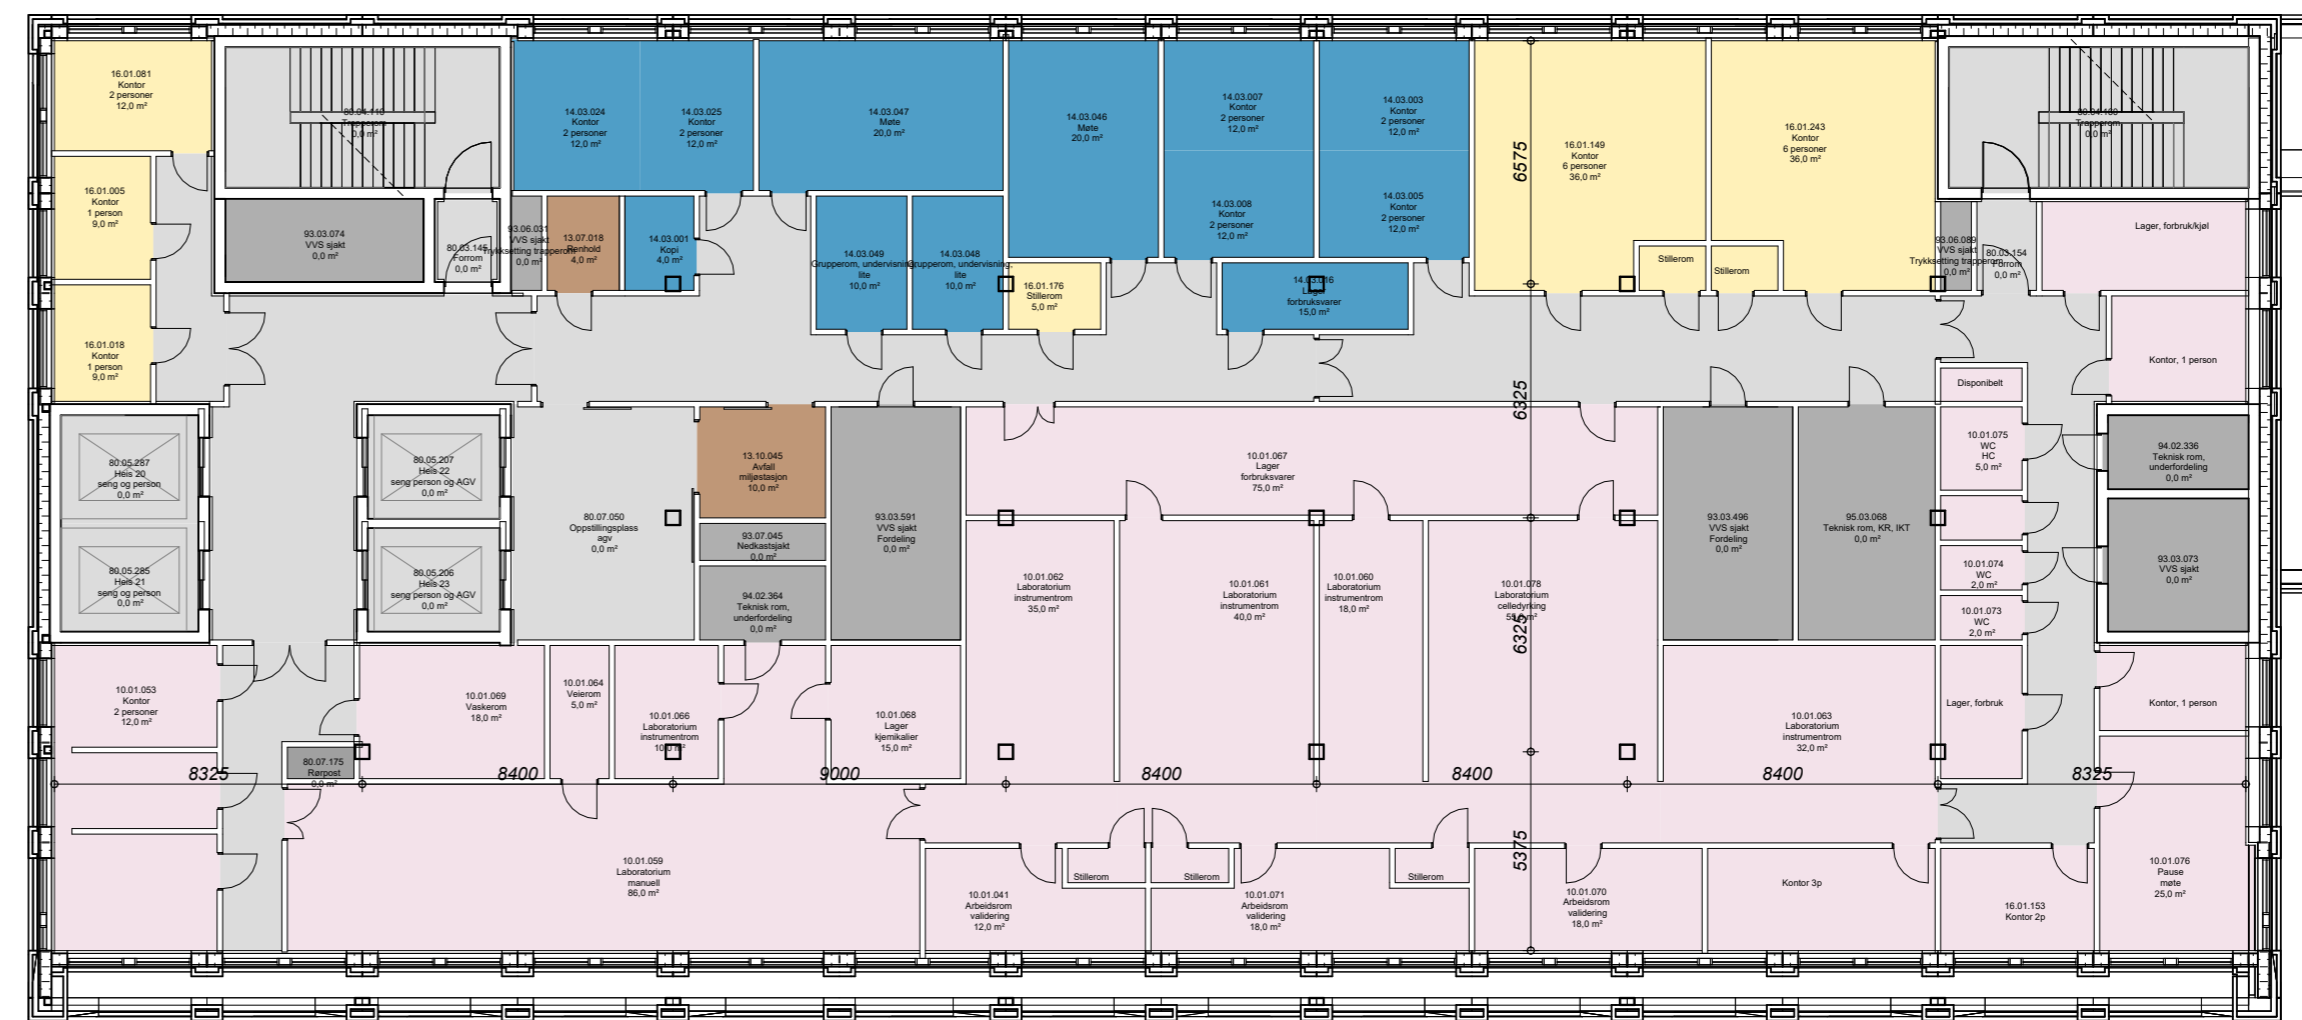 16.01.081
Kontor
2 personer
12,0 m²
80.04.110
Trapperom
0,0 m²
14.03.024
Kontor
2 personer
12,0 m²
14.03.025
Kontor
2 personer
12,0 m²
14.03.047
Møte
20,0 m²
14.03.046
Møte
20,0 m²
14.03.007
Kontor
2 personer
12,0 m²
14.03.003
Kontor
2 personer
12,0 m²
6575
16.01.149
Kontor
6 personer
36,0 m²
16.01.243
Kontor
6 personer
36,0 m²
Trapperom
0,0 m²
16.01.005
Kontor
1 person
9,0 m²
93.03.074
VVS sjakt
0,0 m²
80.03.145
Forrom
0,0 m²
93.06.031
VVS sjakt
Trykksetting trapperom
0,0 m²
13.07.018
Renhold
4,0 m²
14.03.001
Kopi
4,0 m²
14.03.049
Grupperom, undervisning,
lite
10,0 m²
14.03.048
Grupperom, undervisning,
lite
10,0 m²
16.01.176
Stillerom
5,0 m²
14.03.008
Kontor
2 personer
12,0 m²
14.03.005
Kontor
2 personer
12,0 m²
14.03.016
Lager
forbruksvarer
15,0 m²
Stillerom
Stillerom
93.06.089
VVS sjakt
Trykksetting trapperom
0,0 m²
80.03.154
Forrom
0,0 m²
Lager, forbruk/kjøl
16.01.018
Kontor
1 person
9,0 m²
Kontor, 1 person
Disponibelt
6325
80.05.287
Heis 20
seng og person
0,0 m²
80.05.207
Heis 22
seng person og AGV
0,0 m²
80.07.050
Oppstillingsplass
agv
0,0 m²
13.10.045
Avfall
miljøstasjon
10,0 m²
93.07.045
Nedkastsjakt
0,0 m²
93.03.591
VVS sjakt
Fordeling
0,0 m²
10.01.067
Lager
forbruksvarer
75,0 m²
93.03.496
VVS sjakt
Fordeling
0,0 m²
95.03.068
Teknisk rom, KR, IKT
0,0 m²
10.01.075
WC
HC
5,0 m²
94.02.336
Teknisk rom,
underfordeling
0,0 m²
80.05.285
Heis 21
seng og person
0,0 m²
80.05.206
Heis 23
seng person og AGV
0,0 m²
94.02.364
Teknisk rom,
underfordeling
0,0 m²
10.01.062
Laboratorium
instrumentrom
35,0 m²
10.01.061
Laboratorium
instrumentrom
40,0 m²
10.01.060
Laboratorium
instrumentrom
18,0 m²
10.01.078
Laboratorium
celledyrking
6325
10.01.074
WC
2,0 m²
10.01.073
WC
2,0 m²
93.03.073
VVS sjakt
0,0 m²
10.01.053
Kontor
2 personer
12,0 m²
10.01.069
Vaskerom
18,0 m²
10.01.064
Veierom
5,0 m²
10.01.066
Laboratorium
instrumentrom
10,0 m²
10.01.068
Lager
kjemikalier
15,0 m²
10.01.063
Laboratorium
instrumentrom
32,0 m²
Lager, forbruk
Kontor, 1 person
80.07.175
Rørpost
0,0 m²
8325
8400
9000
8400
8400
8400
8325
10.01.059
Laboratorium
manuell
86,0 m²
10.01.041
Arbeidsrom
validering
12,0 m²
Stillerom
Stillerom
10.01.071
Arbeidsrom
validering
18,0 m²
Stillerom
5375
10.01.070
Arbeidsrom
validering
18,0 m²
Kontor 3p
16.01.153
Kontor 2p
10.01.076
Pause
møte
25,0 m²